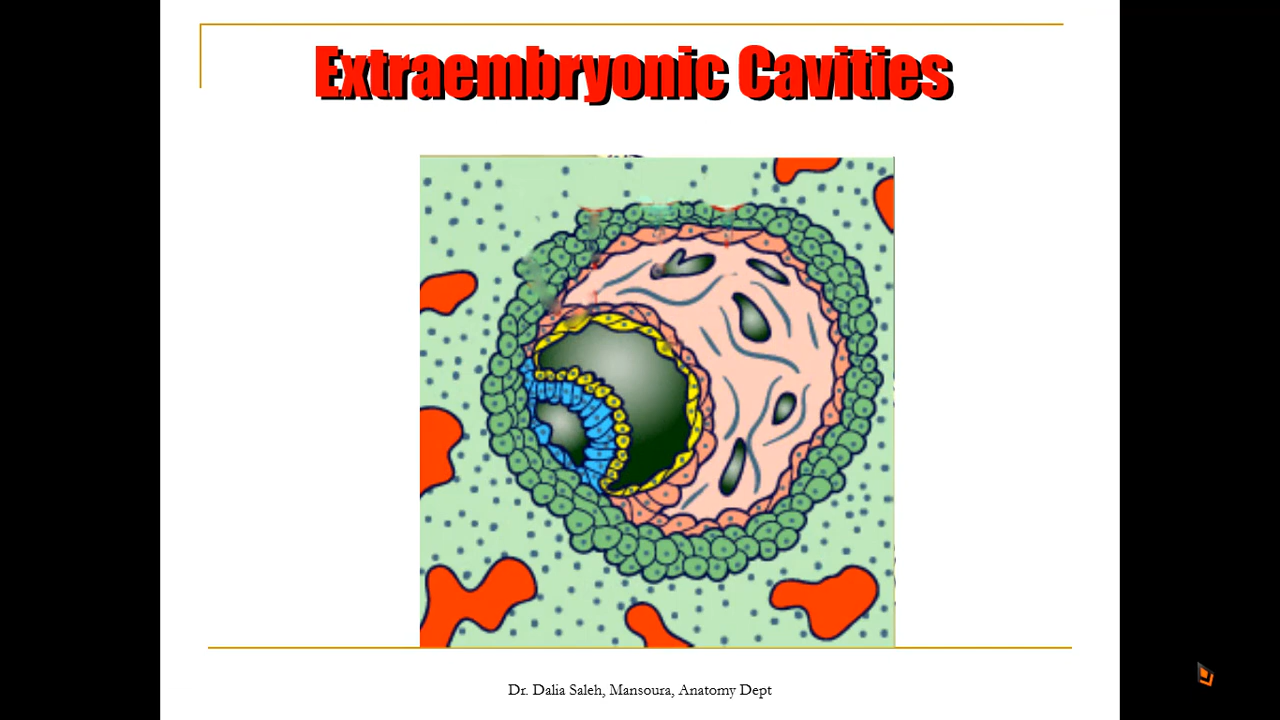 Extraembryonic Cavities
Dr. Dalia Saleh, Mansoura, Anatomy Dept